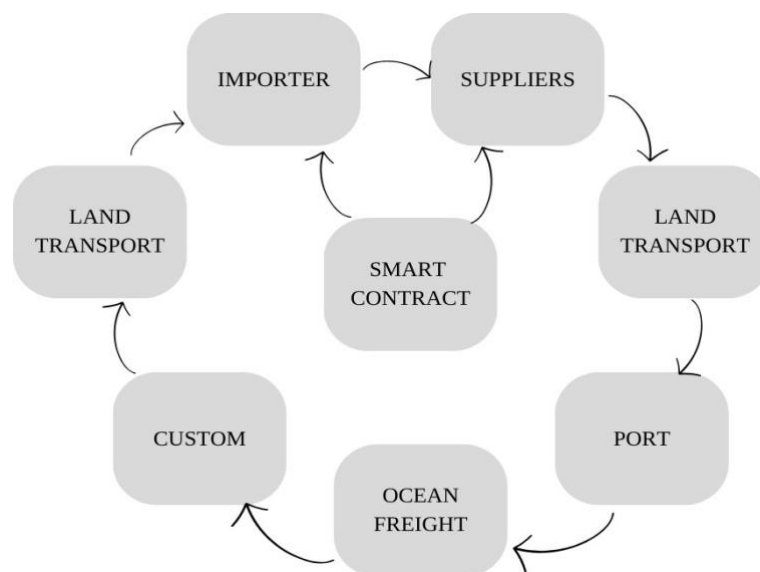 IMPORTER
SUPPLIERS
LAND
TRANSPORT
LAND
TRANSPORT
SMART
CONTRACT
CUSTOM
PORT
OCEAN
FREIGHT